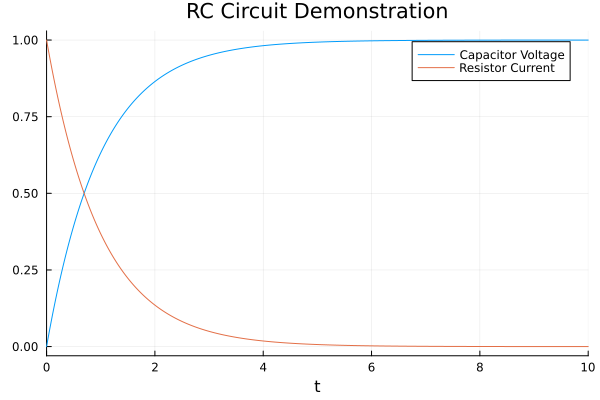 RC Circuit Demonstration
1.00
0.75
0.50
0.25
0.00
Capacitor Voltage
Resistor Current
0 2 4 6 8 10
t